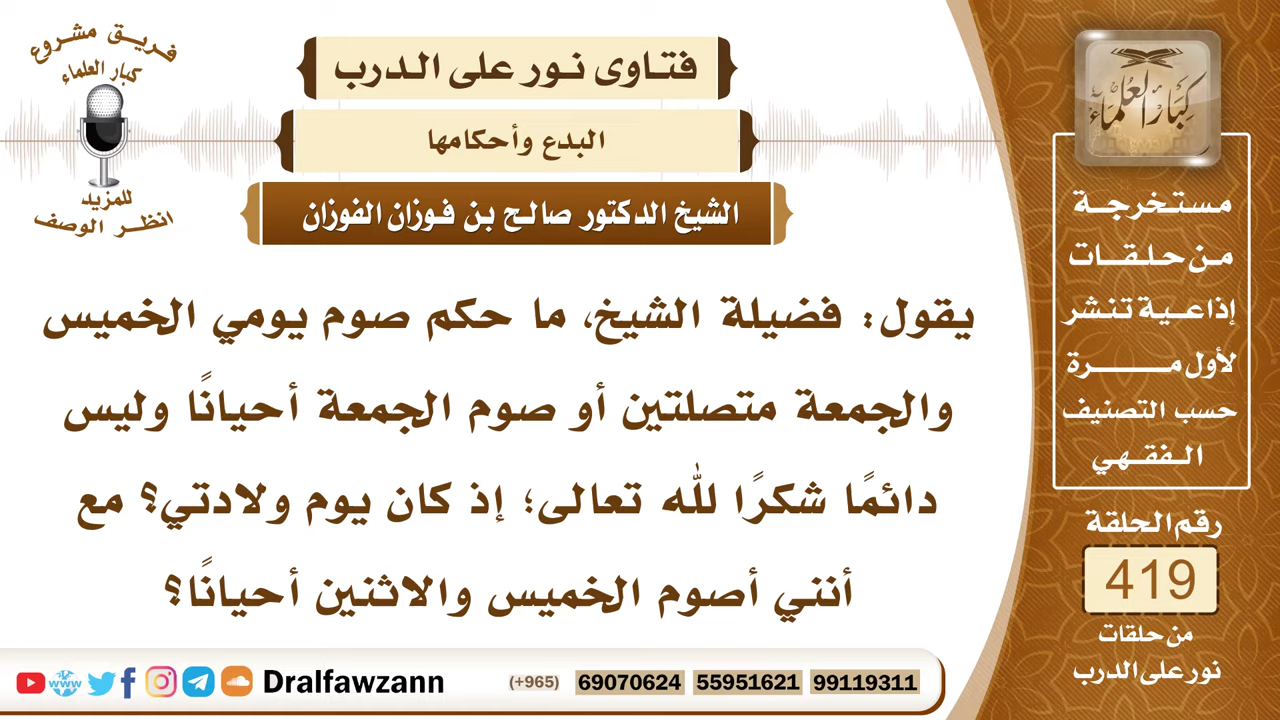 فريق مشروع
كبار العلماء
للمزيد
انظر الوصف
فتاوى نور على الدرب
البدع وأحكامها
الشيخ الدكتور صالح بن فوزان الفوزان
يقول: فضيلة الشيخ، ما حكم صوم يومي الخميس
والجمعة متصلتين أو صوم الجمعة أحيانًا وليس
دائمًا شكرًا لله تعالى؛ إذ كان يوم ولادتي؟ مع
أنني أصوم الخميس والاثنين أحيانًا؟
كبار العلماء
مستخرجة
من حلقات
إذاعية تنشر
لأول مرة
حسب التصنيف
الفقهي
رقم الحلقة
419
من حلقات
نور على الدرب
www Dralfawzann (+965) 69070624 55951621 99119311